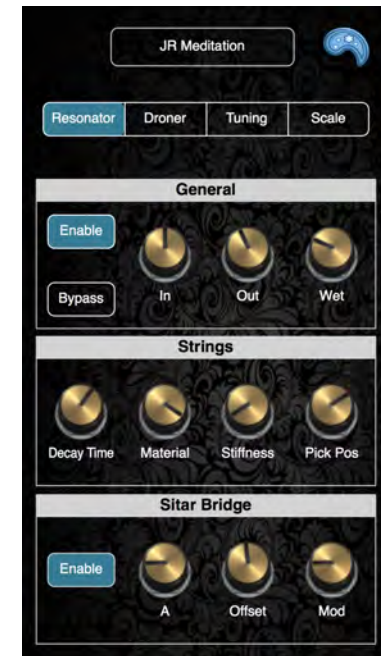 JR Meditation
Resonator Droner Tuning Scale
General
Enable
Bypass In Out Wet
Strings
Decay Time Material Stiffness Pick Pos
Sitar Bridge
Enable
A Offset Mod